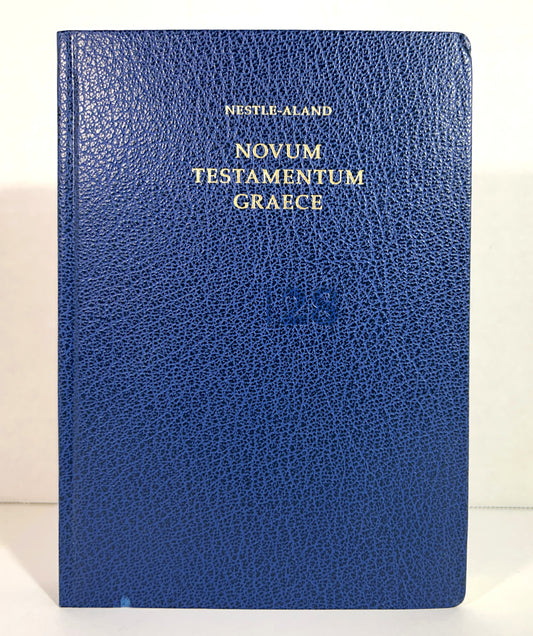 NESTLE-ALAND
NOVUM
TESTAMENTUM
GRAECE
28